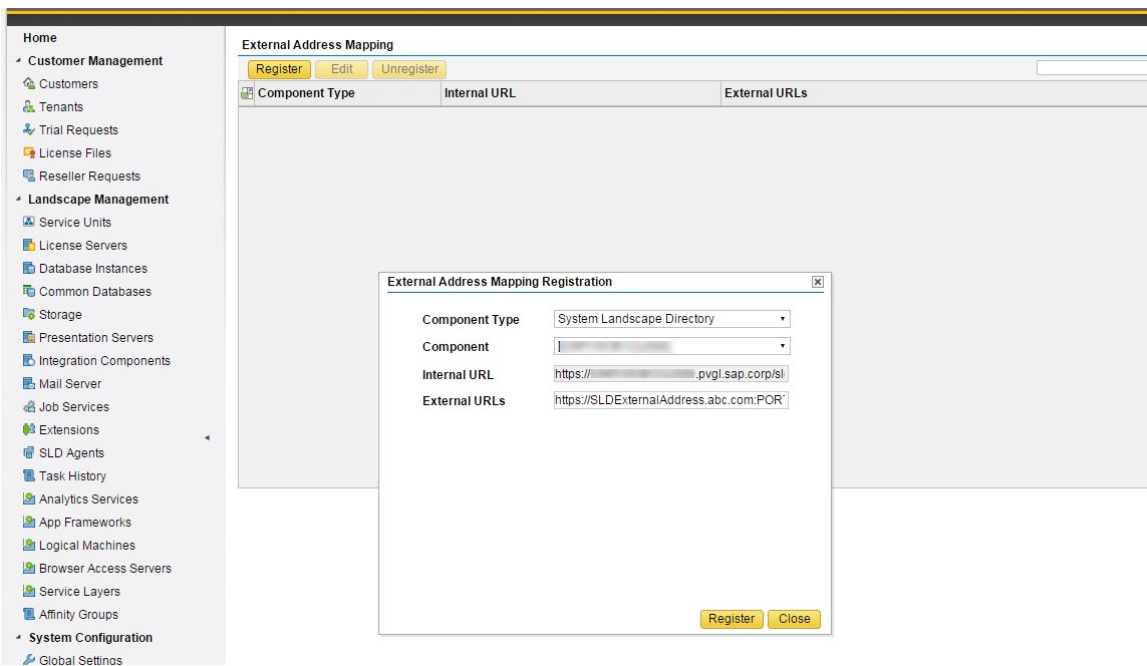 Home
Customer Management
Customers
Tenants
Trial Requests
License Files
Reseller Requests
Landscape Management
Service Units
License Servers
Database Instances
Common Databases
Storage
Presentation Servers
Integration Components
Mail Server
Job Services
Extensions
SLD Agents
Task History
Analytics Services
App Frameworks
Logical Machines
Browser Access Servers
Service Layers
Affinity Groups
System Configuration
Global Settings
External Address Mapping
Register Edit Unregister
Component Type Internal URL External URLs
External Address Mapping Registration
Component Type System Landscape Directory
Component
Internal URL https:// .pvgl.sap.corp/sl
External URLs https://SLDExternalAddress.abc.com:PORT
Register Close